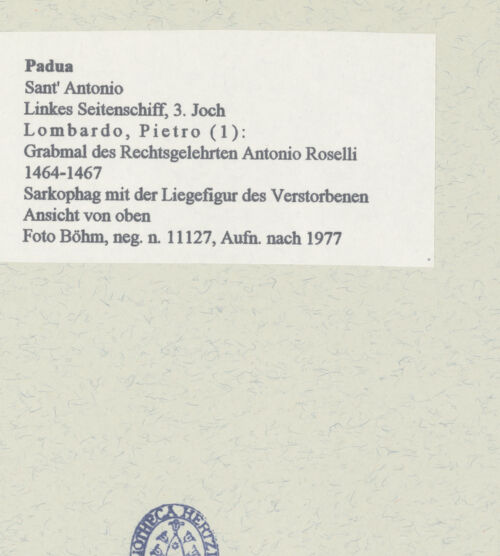 Padua
Sant' Antonio
Linkes Seitenschiff, 3. Joch
Lombardo, Pietro (1):
Grabmal des Rechtsgelehrten Antonio Roselli
1464-1467
Sarkophag mit der Liegefigur des Verstorbenen
Ansicht von oben
Foto Böhm, neg. n. 11127, Aufn. nach 1977